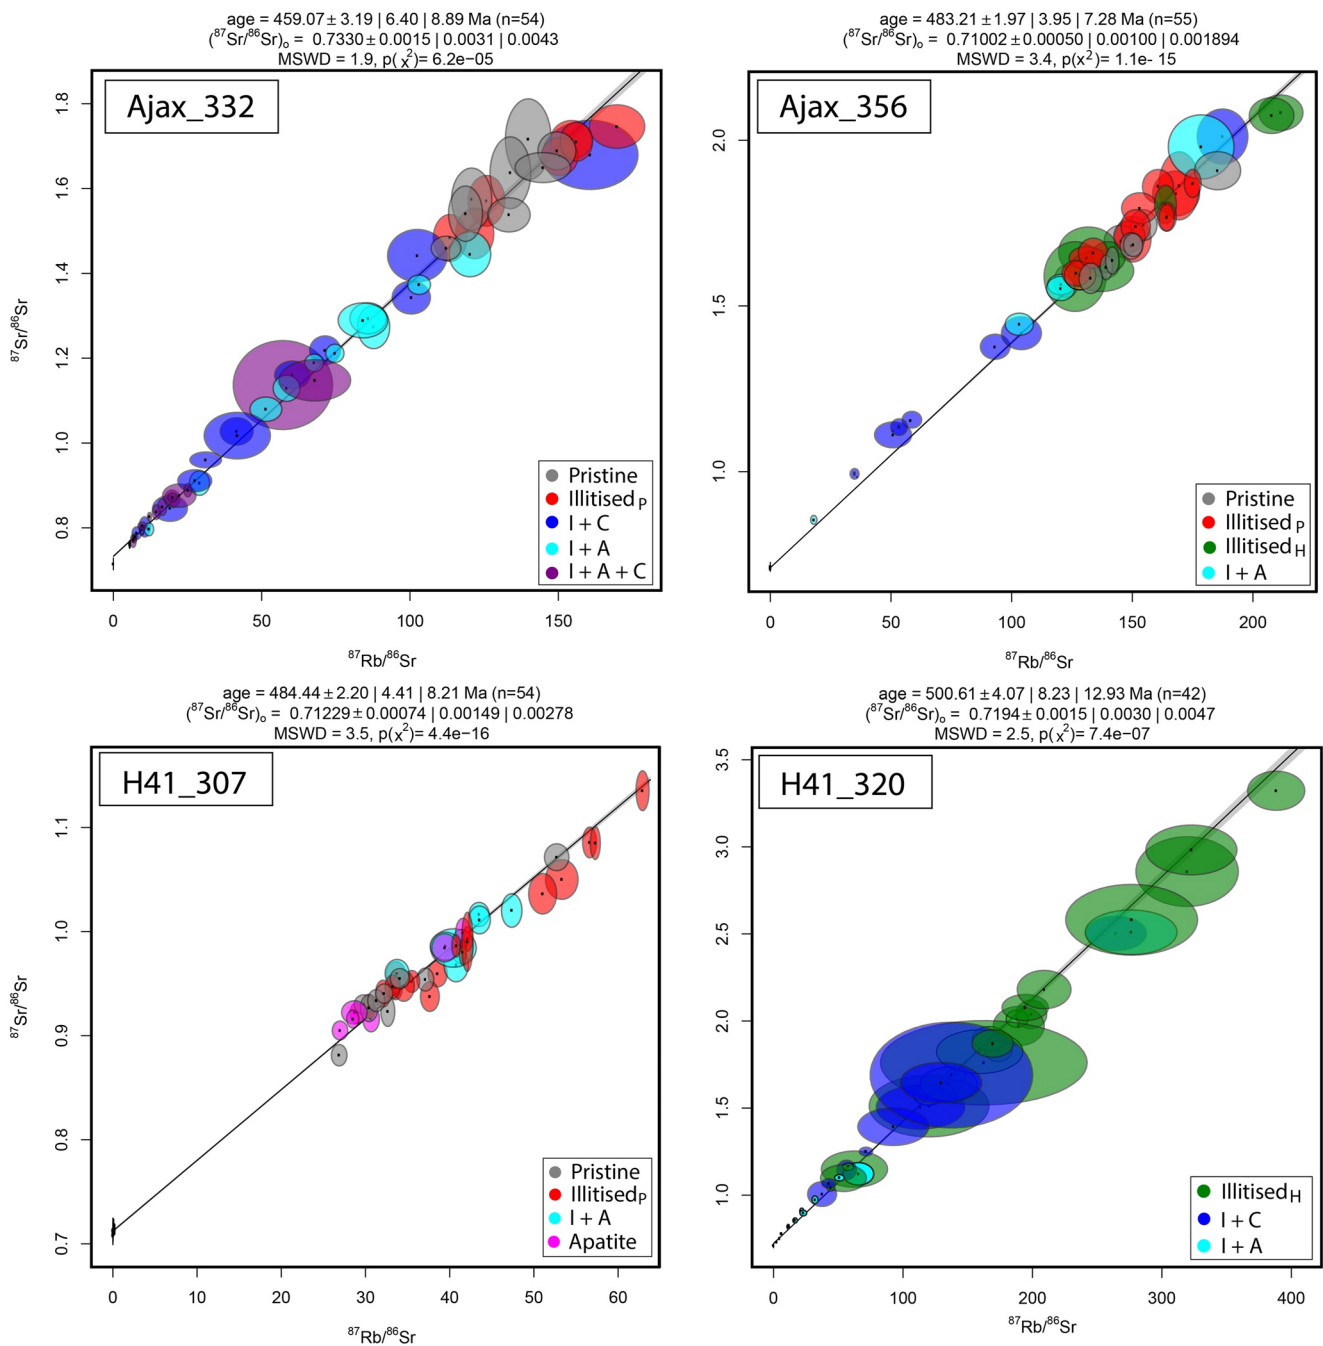 age = 459.07 ± 3.19 | 6.40 | 8.89 Ma (n=54)
(⁸⁷Sr/⁸⁶Sr)ₒ = 0.7330 ± 0.0015 | 0.0031 | 0.0043
MSWD = 1.9, p(χ²)= 6.2e−05
Ajax_332
⁸⁷Sr/⁸⁶Sr
1.8
1.6
1.4
1.2
1.0
0.8
Pristine
Illitised P
I + C
I + A
I + A + C
0 50 100 150
⁸⁷Rb/⁸⁶Sr
age = 483.21 ± 1.97 | 3.95 | 7.28 Ma (n=55)
(⁸⁷Sr/⁸⁶Sr)ₒ = 0.71002 ± 0.00050 | 0.00100 | 0.001894
MSWD = 3.4, p(x²)= 1.1e- 15
Ajax_356
2.0
1.5
1.0
Pristine
Illitised P
Illitised H
I + A
0 50 100 150 200
⁸⁷Rb/⁸⁶Sr
age = 484.44 ± 2.20 | 4.41 | 8.21 Ma (n=54)
(⁸⁷Sr/⁸⁶Sr)ₒ = 0.71229 ± 0.00074 | 0.00149 | 0.00278
MSWD = 3.5, p(χ²)= 4.4e−16
H41_307
⁸⁷Sr/⁸⁶Sr
1.1
1.0
0.9
0.8
0.7
Pristine
Illitised P
I + A
Apatite
0 10 20 30 40 50 60
⁸⁷Rb/⁸⁶Sr
age = 500.61 ± 4.07 | 8.23 | 12.93 Ma (n=42)
(⁸⁷Sr/⁸⁶Sr)ₒ = 0.7194 ± 0.0015 | 0.0030 | 0.0047
MSWD = 2.5, p(χ²)= 7.4e−07
H41_320
3.5
3.0
2.5
2.0
1.5
1.0
Illitised H
I + C
I + A
0 100 200 300 400
⁸⁷Rb/⁸⁶Sr